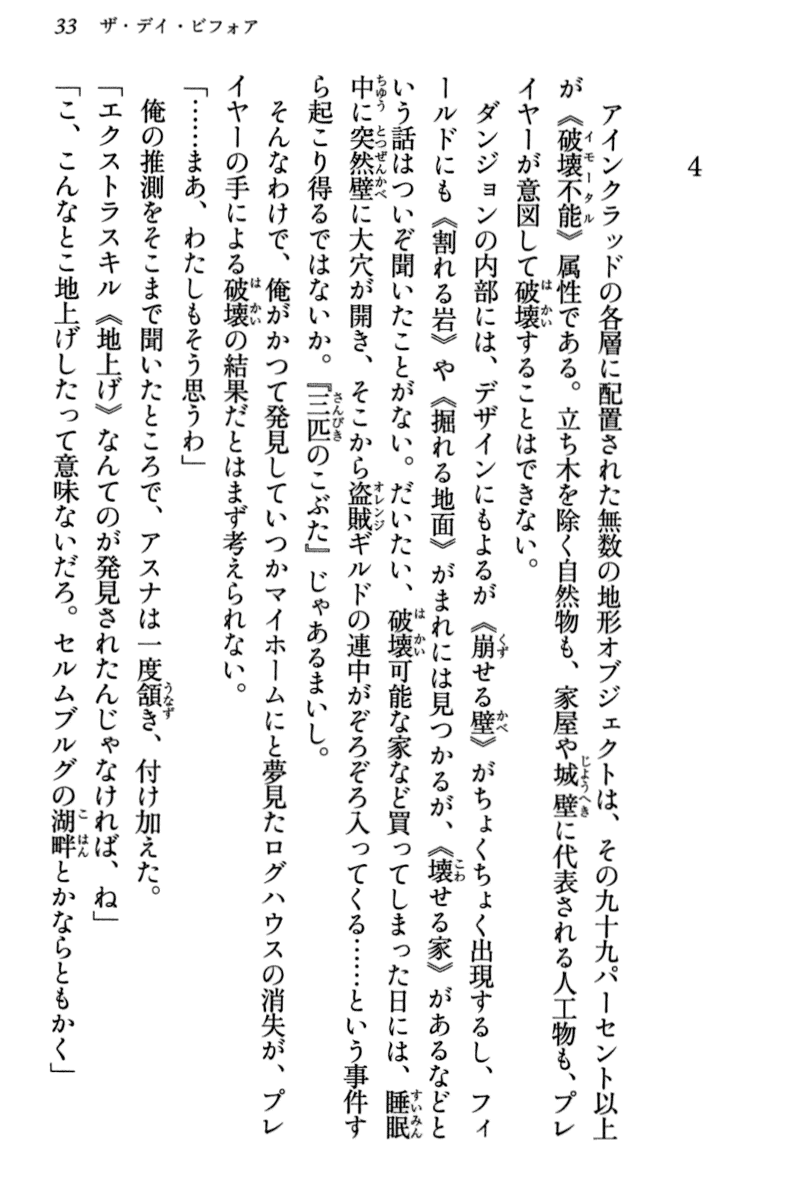 33 ザ・デイ・ビフォア
4
アインクラッドの各層に配置された無数の地形オブジェクトは、その九十九パーセント以上
が《破壊不能》属性である。立ち木を除く自然物も、家屋や城壁に代表される人工物も、プレ
イヤーが意図して破壊することはできない。
ダンジョンの内部には、デザインにもよるが《崩せる壁》がちょくちょく出現するし、フィ
ールドにも《割れる岩》や《掘れる地面》がまれには見つかるが、《壊せる家》があるなどと
いう話はついぞ聞いたことがない。だいたい、破壊可能な家など買ってしまった日には、睡眠
中に突然壁に大穴が開き、そこから盗賊ギルドの連中がぞろぞろ入ってくる……という事件す
ら起こり得るではないか。『三匹のこぶた』じゃあるまいし。
そんなわけで、俺がかつて発見していつかマイホームにと夢見たログハウスの消失が、プレ
イヤーの手による破壊の結果だとはまず考えられない。
「……まあ、わたしもそう思うわ」
俺の推測をそこまで聞いたところで、アスナは一度頷き、付け加えた。
「エクストラスキル《地上げ》なんてのが発見されたんじゃなければ、ね」
「こ、こんなとこ地上げしたって意味ないだろ。セルムブルグの湖畔とかならともかく」